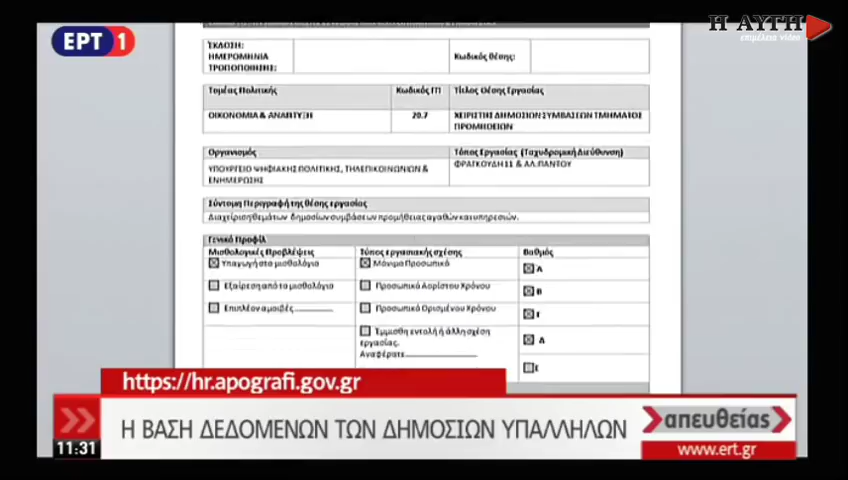 ΕΡΤ 1
Η ΑΥΓΗ
επιμέλεια video
ΈΚΔΟΣΗ:
ΗΜΕΡΟΜΗΝΙΑ
ΤΡΟΠΟΠΟΙΗΣΗΣ:
Κωδικός θέσης:
Τομέας Πολιτικής Κωδικός ΓΠ Τίτλος Θέσης Εργασίας
ΟΙΚΟΝΟΜΙΑ & ΑΝΑΠΤΥΞΗ 20.7 ΧΕΙΡΙΣΤΗΣ ΔΗΜΟΣΙΩΝ ΣΥΜΒΑΣΕΩΝ ΤΜΗΜΑΤΟΣ
ΠΡΟΜΗΘΕΙΩΝ
Οργανισμός Τόπος Εργασίας (Ταχυδρομική Διεύθυνση)
ΥΠΟΥΡΓΕΙΟ ΨΗΦΙΑΚΗΣ ΠΟΛΙΤΙΚΗΣ, ΤΗΛΕΠΙΚΟΙΝΩΝΙΩΝ & ΕΝΗΜΕΡΩΣΗΣ ΦΡΑΓΚΟΥΔΗ 11 & ΑΛ.ΠΑΝΤΟΥ
Σύντομη Περιγραφή της θέσης εργασίας
Διαχείριση θεμάτων δημοσίων συμβάσεων προμήθειας αγαθών και υπηρεσιών.
Γενικό Προφίλ
Μισθολογικές Προβλέψεις Τύπος εργασιακής σχέσης Βαθμός
Υπαγωγή στο μισθολόγιο Μόνιμο Προσωπικό Α
Εξαίρεση από το μισθολόγιο Προσωπικό Αορίστου Χρόνου Β
Επιπλέον αμοιβές Προσωπικό Ορισμένου Χρόνου Γ
Έμμισθη εντολή ή άλλη σχέση Δ
εργασίας.
Αναφέρατε Ε
https://hr.apografi.gov.gr
Η ΒΑΣΗ ΔΕΔΟΜΕΝΩΝ ΤΩΝ ΔΗΜΟΣΙΩΝ ΥΠΑΛΛΗΛΩΝ
απευθείας
11:31
www.ert.gr